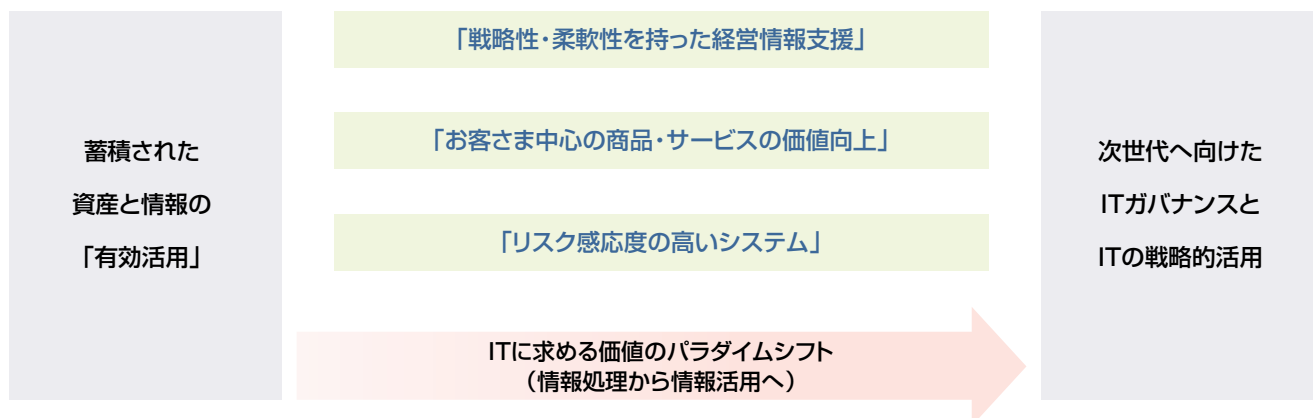 蓄積された
資産と情報の
「有効活用」
「戦略性・柔軟性を持った経営情報支援」
「お客さま中心の商品・サービスの価値向上」
「リスク感応度の高いシステム」
ITに求める価値のパラダイムシフト
（情報処理から情報活用へ）
次世代へ向けた
ITガバナンスと
ITの戦略的活用